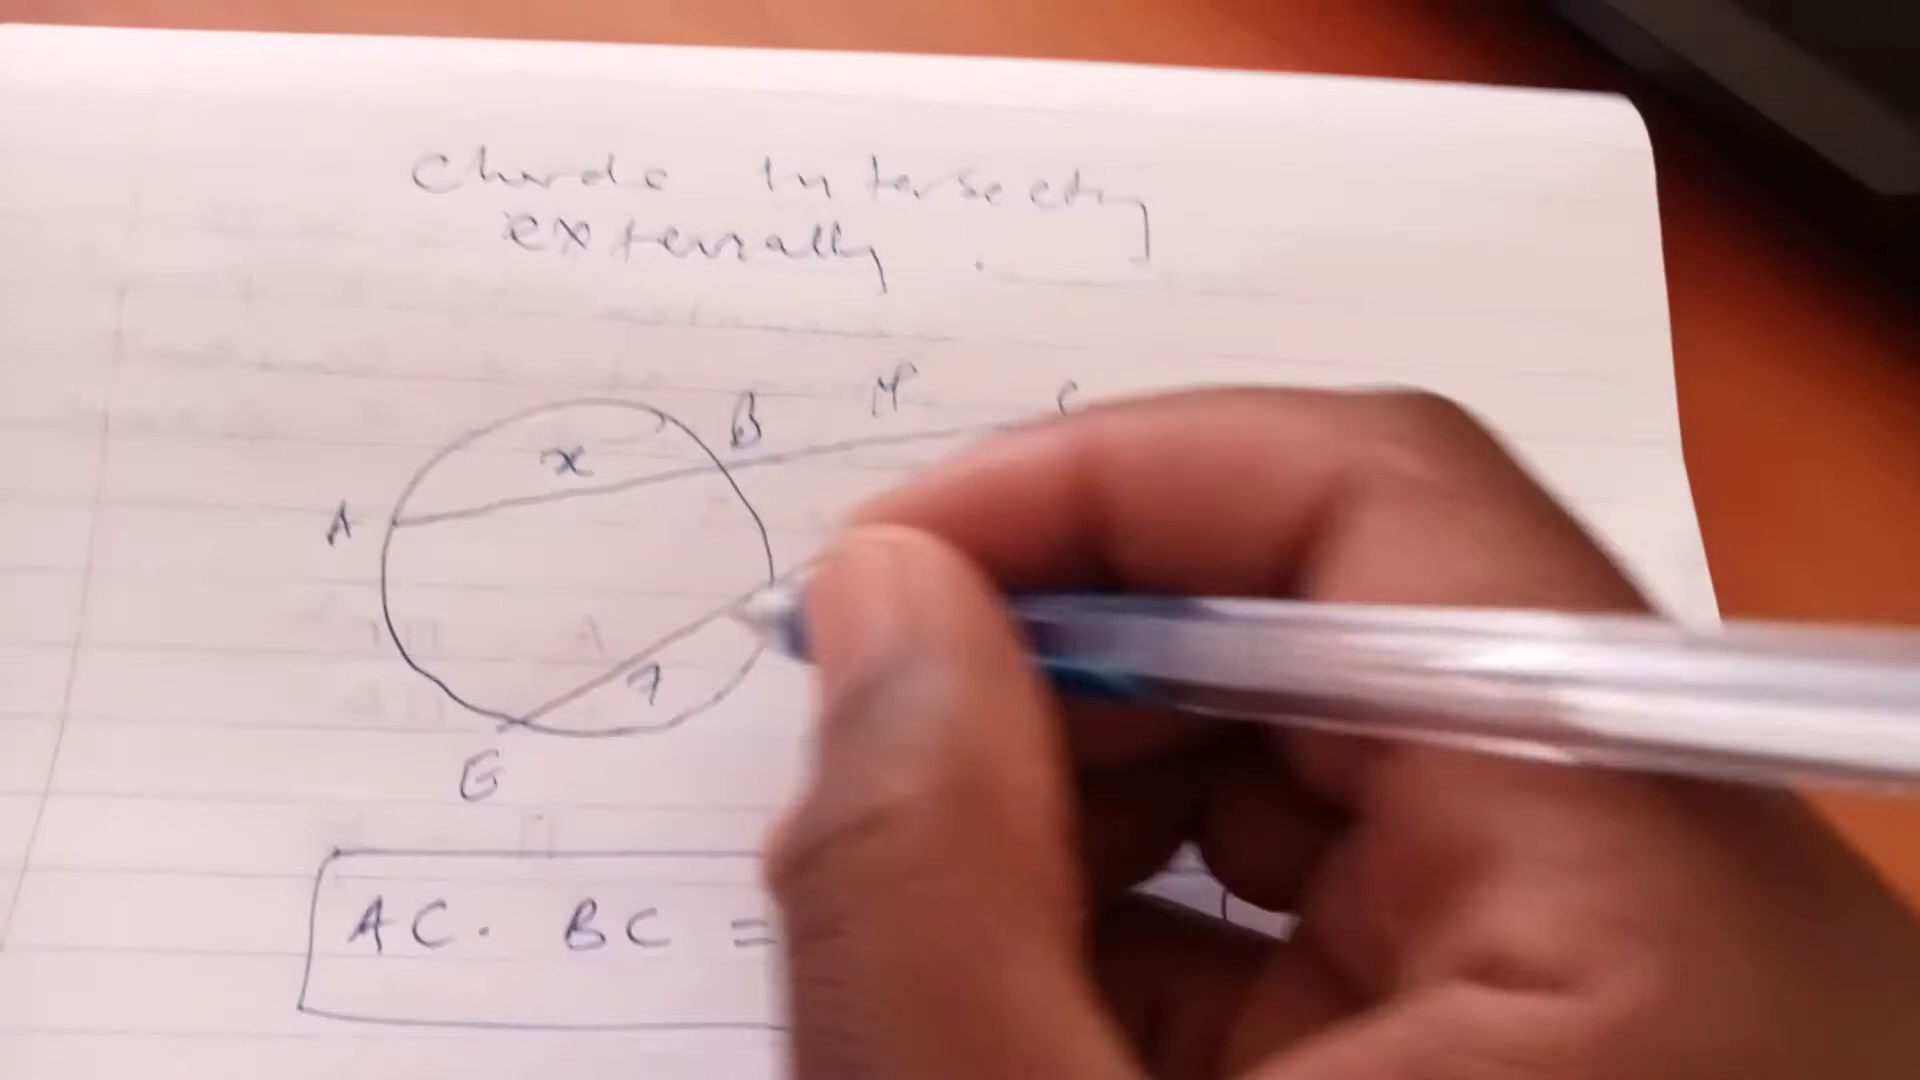 Chords Intersecting
externally.
B
C
x
A
7
E
AC. BC =